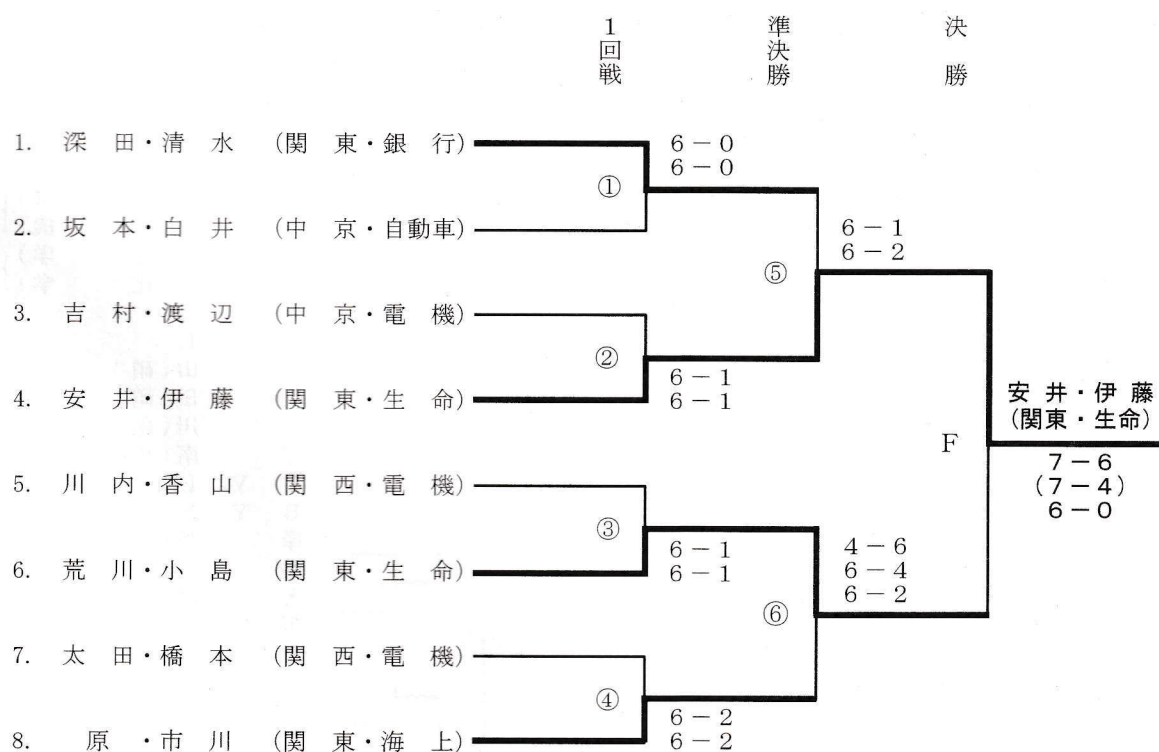 1回戦
準決勝
決勝
1. 深 田・清 水 (関 東・銀 行)
6－0
6－0
①
2. 坂 本・白 井 (中 京・自動車)
6－1
6－2
⑤
3. 吉 村・渡 辺 (中 京・電 機)
②
6－1
6－1
4. 安 井・伊 藤 (関 東・生 命)
安 井・伊 藤
(関東・生命)
F
7－6
(7－4)
6－0
5. 川 内・香 山 (関 西・電 機)
③
6－1
6－1
4－6
6－4
6－2
6. 荒 川・小 島 (関 東・生 命)
⑥
7. 太 田・橋 本 (関 西・電 機)
④
6－2
6－2
8. 原 ・市 川 (関 東・海 上)